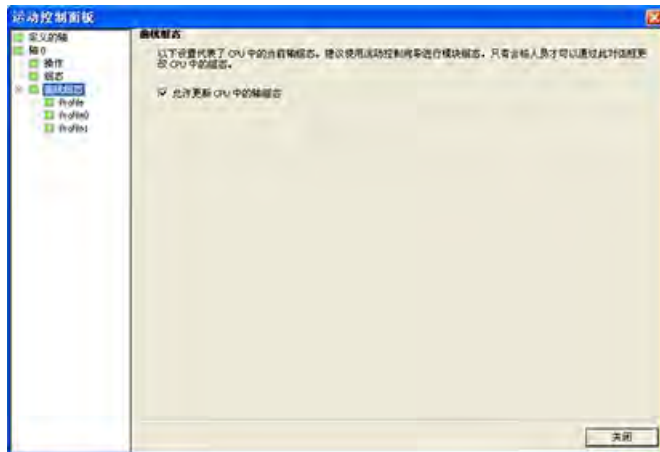 运动控制面板
定义的轴
轴 0
操作
组态
曲线组态
Profile
Profile0
Profile1
曲线组态
以下设置代表了 CPU 中的当前轴组态。建议使用运动控制向导进行模块组态。只有合格人员才可以通过此对话框更
改 CPU 中的组态。
允许更新 CPU 中的轴组态
关闭